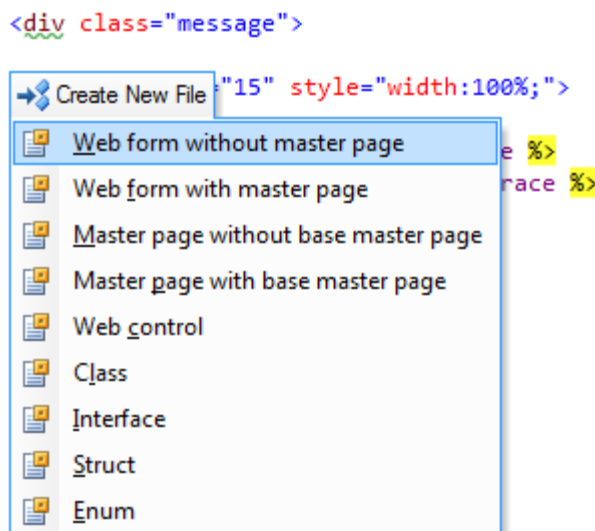 <div class="message">
Create New File "15" style="width:100%;">
Web form without master page e %>
Web form with master page race %>
Master page without base master page
Master page with base master page
Web control
Class
Interface
Struct
Enum